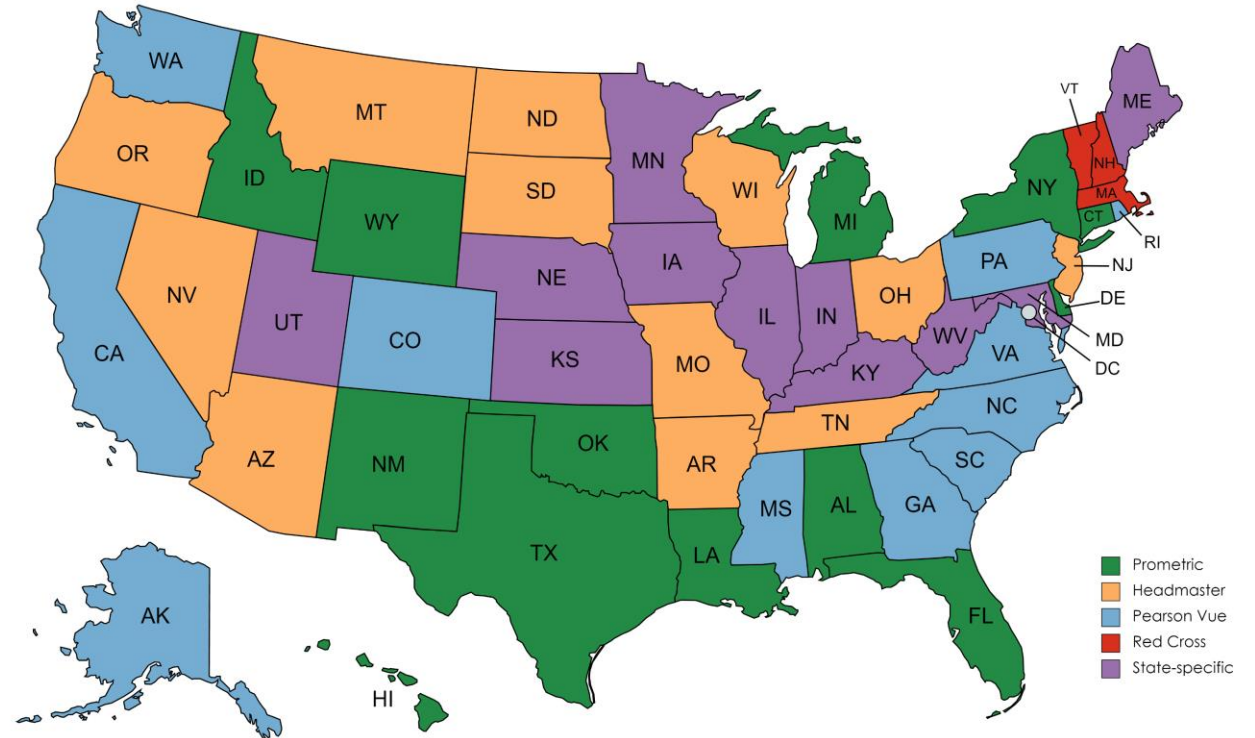 WA
MT
ND
MN
VT
ME
OR
ID
SD
WI
NH
NY
MA
WY
MI
CT
RI
PA
NJ
IA
NE
OH
DE
NV
IL
IN
UT
WV
MD
CO
VA
CA
KS
MO
KY
DC
NC
TN
OK
AZ
NM
AR
SC
MS
AL
GA
TX
LA
Prometric
Headmaster
FL
AK
Pearson Vue
Red Cross
State-specific
HI